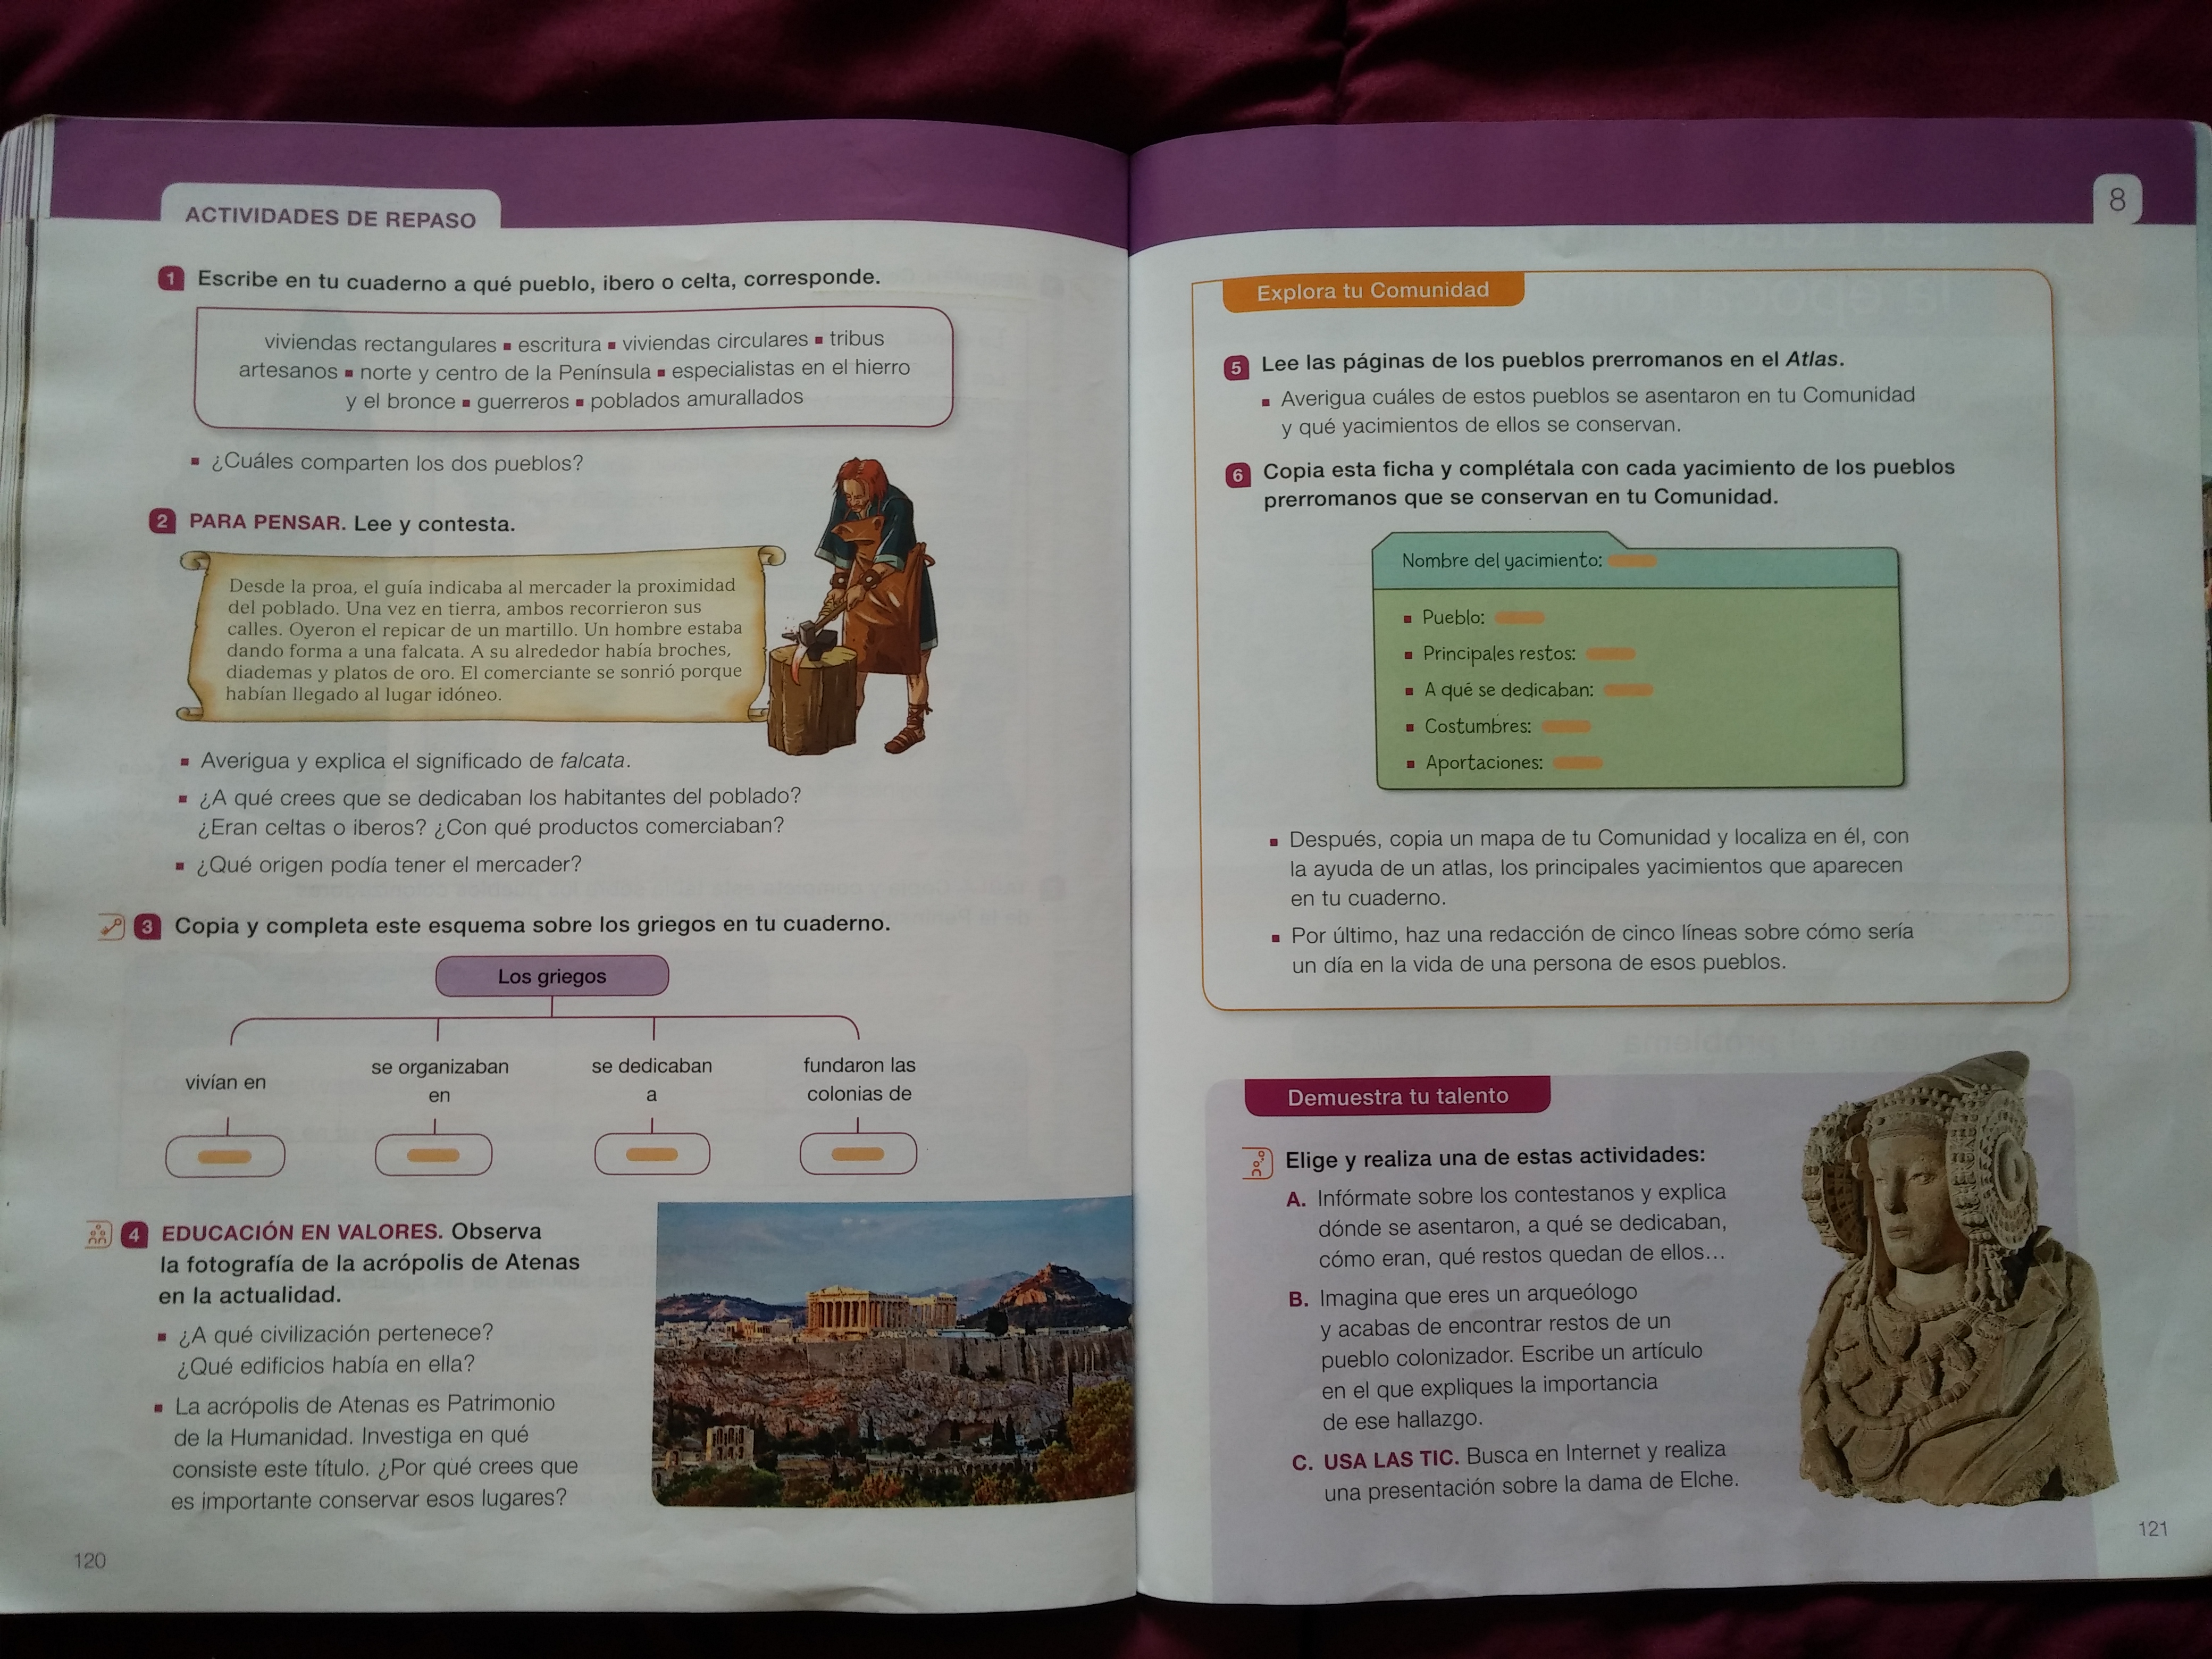 ACTIVIDADES DE REPASO
1 Escribe en tu cuaderno a qué pueblo, ibero o celta, corresponde.
viviendas rectangulares ▪ escritura ▪ viviendas circulares ▪ tribus
artesanos ▪ norte y centro de la Península ▪ especialistas en el hierro
y el bronce ▪ guerreros ▪ poblados amurallados
▪ ¿Cuáles comparten los dos pueblos?
2 PARA PENSAR. Lee y contesta.
Desde la proa, el guía indicaba al mercader la proximidad
del poblado. Una vez en tierra, ambos recorrieron sus
calles. Oyeron el repicar de un martillo. Un hombre estaba
dando forma a una falcata. A su alrededor había broches,
diademas y platos de oro. El comerciante se sonrió porque
habían llegado al lugar idóneo.
▪ Averigua y explica el significado de falcata.
▪ ¿A qué crees que se dedicaban los habitantes del poblado?
¿Eran celtas o iberos? ¿Con qué productos comerciaban?
▪ ¿Qué origen podía tener el mercader?
3 Copia y completa este esquema sobre los griegos en tu cuaderno.
Los griegos
vivían en
se organizaban
en
se dedicaban
a
fundaron las
colonias de
4 EDUCACIÓN EN VALORES. Observa
la fotografía de la acrópolis de Atenas
en la actualidad.
▪ ¿A qué civilización pertenece?
¿Qué edificios había en ella?
▪ La acrópolis de Atenas es Patrimonio
de la Humanidad. Investiga en qué
consiste este título. ¿Por qué crees que
es importante conservar esos lugares?
120
8
Explora tu Comunidad
5 Lee las páginas de los pueblos prerromanos en el Atlas.
▪ Averigua cuáles de estos pueblos se asentaron en tu Comunidad
y qué yacimientos de ellos se conservan.
6 Copia esta ficha y complétala con cada yacimiento de los pueblos
prerromanos que se conservan en tu Comunidad.
Nombre del yacimiento:
▪ Pueblo:
▪ Principales restos:
▪ A qué se dedicaban:
▪ Costumbres:
▪ Aportaciones:
▪ Después, copia un mapa de tu Comunidad y localiza en él, con
la ayuda de un atlas, los principales yacimientos que aparecen
en tu cuaderno.
▪ Por último, haz una redacción de cinco líneas sobre cómo sería
un día en la vida de una persona de esos pueblos.
Demuestra tu talento
Elige y realiza una de estas actividades:
A. Infórmate sobre los contestanos y explica
dónde se asentaron, a qué se dedicaban,
cómo eran, qué restos quedan de ellos...
B. Imagina que eres un arqueólogo
y acabas de encontrar restos de un
pueblo colonizador. Escribe un artículo
en el que expliques la importancia
de ese hallazgo.
C. USA LAS TIC. Busca en Internet y realiza
una presentación sobre la dama de Elche.
121